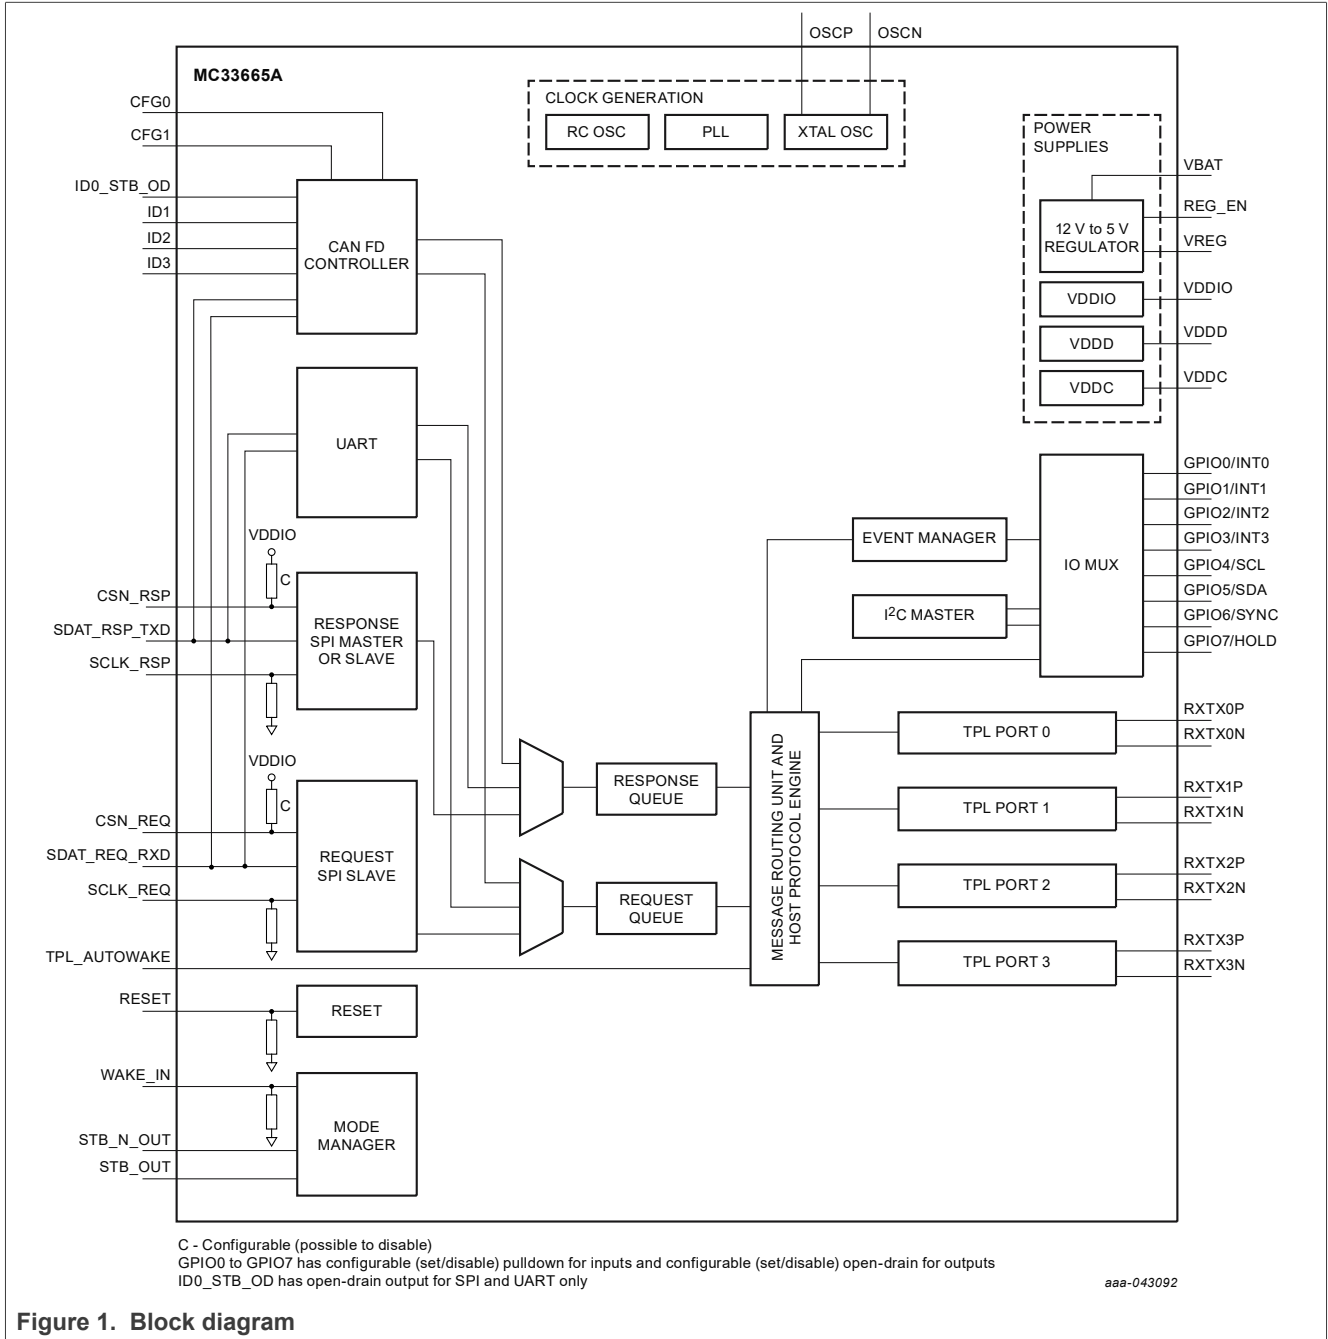 OSCP
OSCN
MC33665A
CLOCK GENERATION
RC OSC
PLL
XTAL OSC
POWER
SUPPLIES
VBAT
REG_EN
12 V to 5 V
REGULATOR
VREG
VDDIO
VDDIO
VDDD
VDDD
VDDC
VDDC
CFG0
CFG1
ID0_STB_OD
ID1
ID2
ID3
CAN FD
CONTROLLER
UART
VDDIO
C
CSN_RSP
SDAT_RSP_TXD
SCLK_RSP
RESPONSE
SPI MASTER
OR SLAVE
VDDIO
C
CSN_REQ
SDAT_REQ_RXD
SCLK_REQ
REQUEST
SPI SLAVE
TPL_AUTOWAKE
RESET
RESET
WAKE_IN
STB_N_OUT
STB_OUT
MODE
MANAGER
RESPONSE
QUEUE
REQUEST
QUEUE
MESSAGE ROUTING UNIT AND
HOST PROTOCOL ENGINE
EVENT MANAGER
I2C MASTER
IO MUX
GPIO0/INT0
GPIO1/INT1
GPIO2/INT2
GPIO3/INT3
GPIO4/SCL
GPIO5/SDA
GPIO6/SYNC
GPIO7/HOLD
TPL PORT 0
RXTX0P
RXTX0N
TPL PORT 1
RXTX1P
RXTX1N
TPL PORT 2
RXTX2P
RXTX2N
TPL PORT 3
RXTX3P
RXTX3N
C - Configurable (possible to disable)
GPIO0 to GPIO7 has configurable (set/disable) pulldown for inputs and configurable (set/disable) open-drain for outputs
ID0_STB_OD has open-drain output for SPI and UART only
aaa-043092
Figure 1. Block diagram